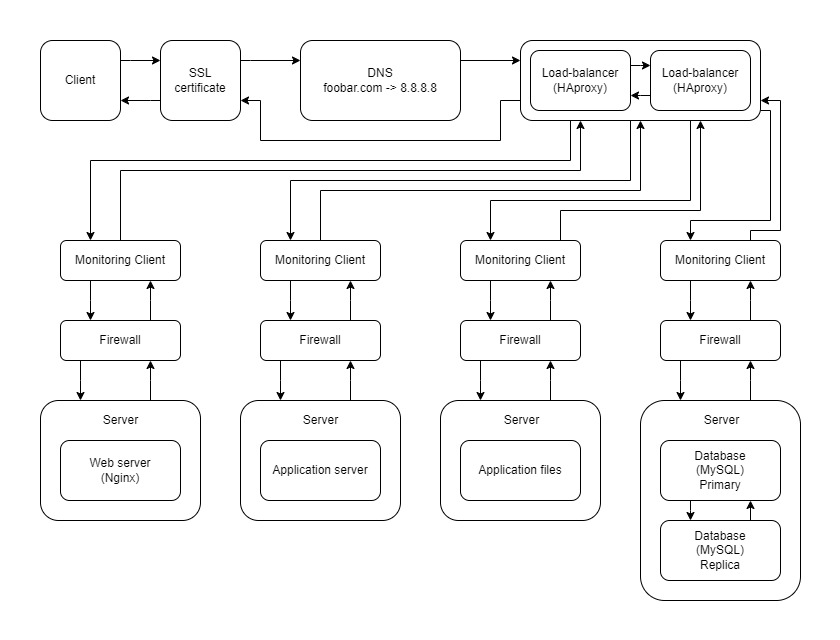 Client
SSL
certificate
DNS
foobar.com -> 8.8.8.8
Load-balancer
(HAproxy)
Load-balancer
(HAproxy)
Monitoring Client
Monitoring Client
Monitoring Client
Monitoring Client
Firewall
Firewall
Firewall
Firewall
Server
Web server
(Nginx)
Server
Application server
Server
Application files
Server
Database
(MySQL)
Primary
Database
(MySQL)
Replica